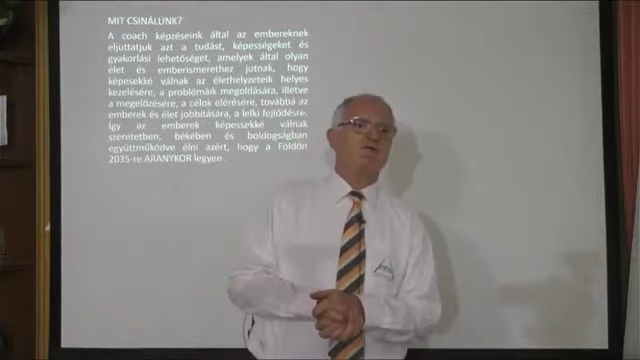 MIT CSINÁLUNK?
A coach képzéseink által az embereknek
eljuttatjuk azt a tudást, képességeket és
gyakorlási lehetőséget, amelyek által olyan
élet és emberismerethez jutnak, hogy
képesekké válnak az élethelyzeteik helyes
kezelésére, a problémáik megoldására, illetve
a megelőzésére, a célok elérésére, továbbá az
emberek és élet jobbítására, a lelki fejlődésre.
Így az emberek képessekké válnak
szeretetben, békében és boldogságban
együttműködve élni azért, hogy a Földön
2035-re ARANYKOR legyen .